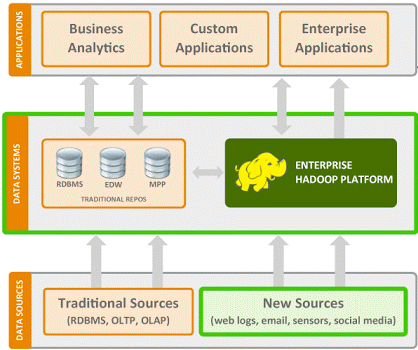 APPLICATIONS
Business
Analytics
Custom
Applications
Enterprise
Applications
DATA SYSTEMS
RDBMS
EDW
MPP
TRADITIONAL REPOS
ENTERPRISE
HADOOP PLATFORM
DATA SOURCES
Traditional Sources
(RDBMS, OLTP, OLAP)
New Sources
(web logs, email, sensors, social media)